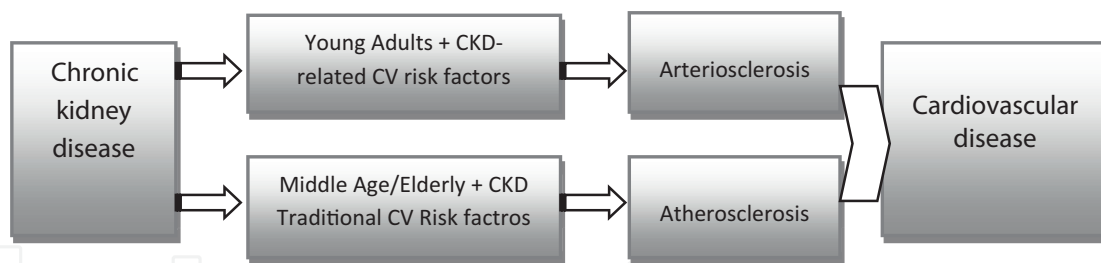 Chronic
kidney
disease
Young Adults + CKD-
related CV risk factors
Arteriosclerosis
Middle Age/Elderly + CKD
Traditional CV Risk factros
Atherosclerosis
Cardiovascular
disease